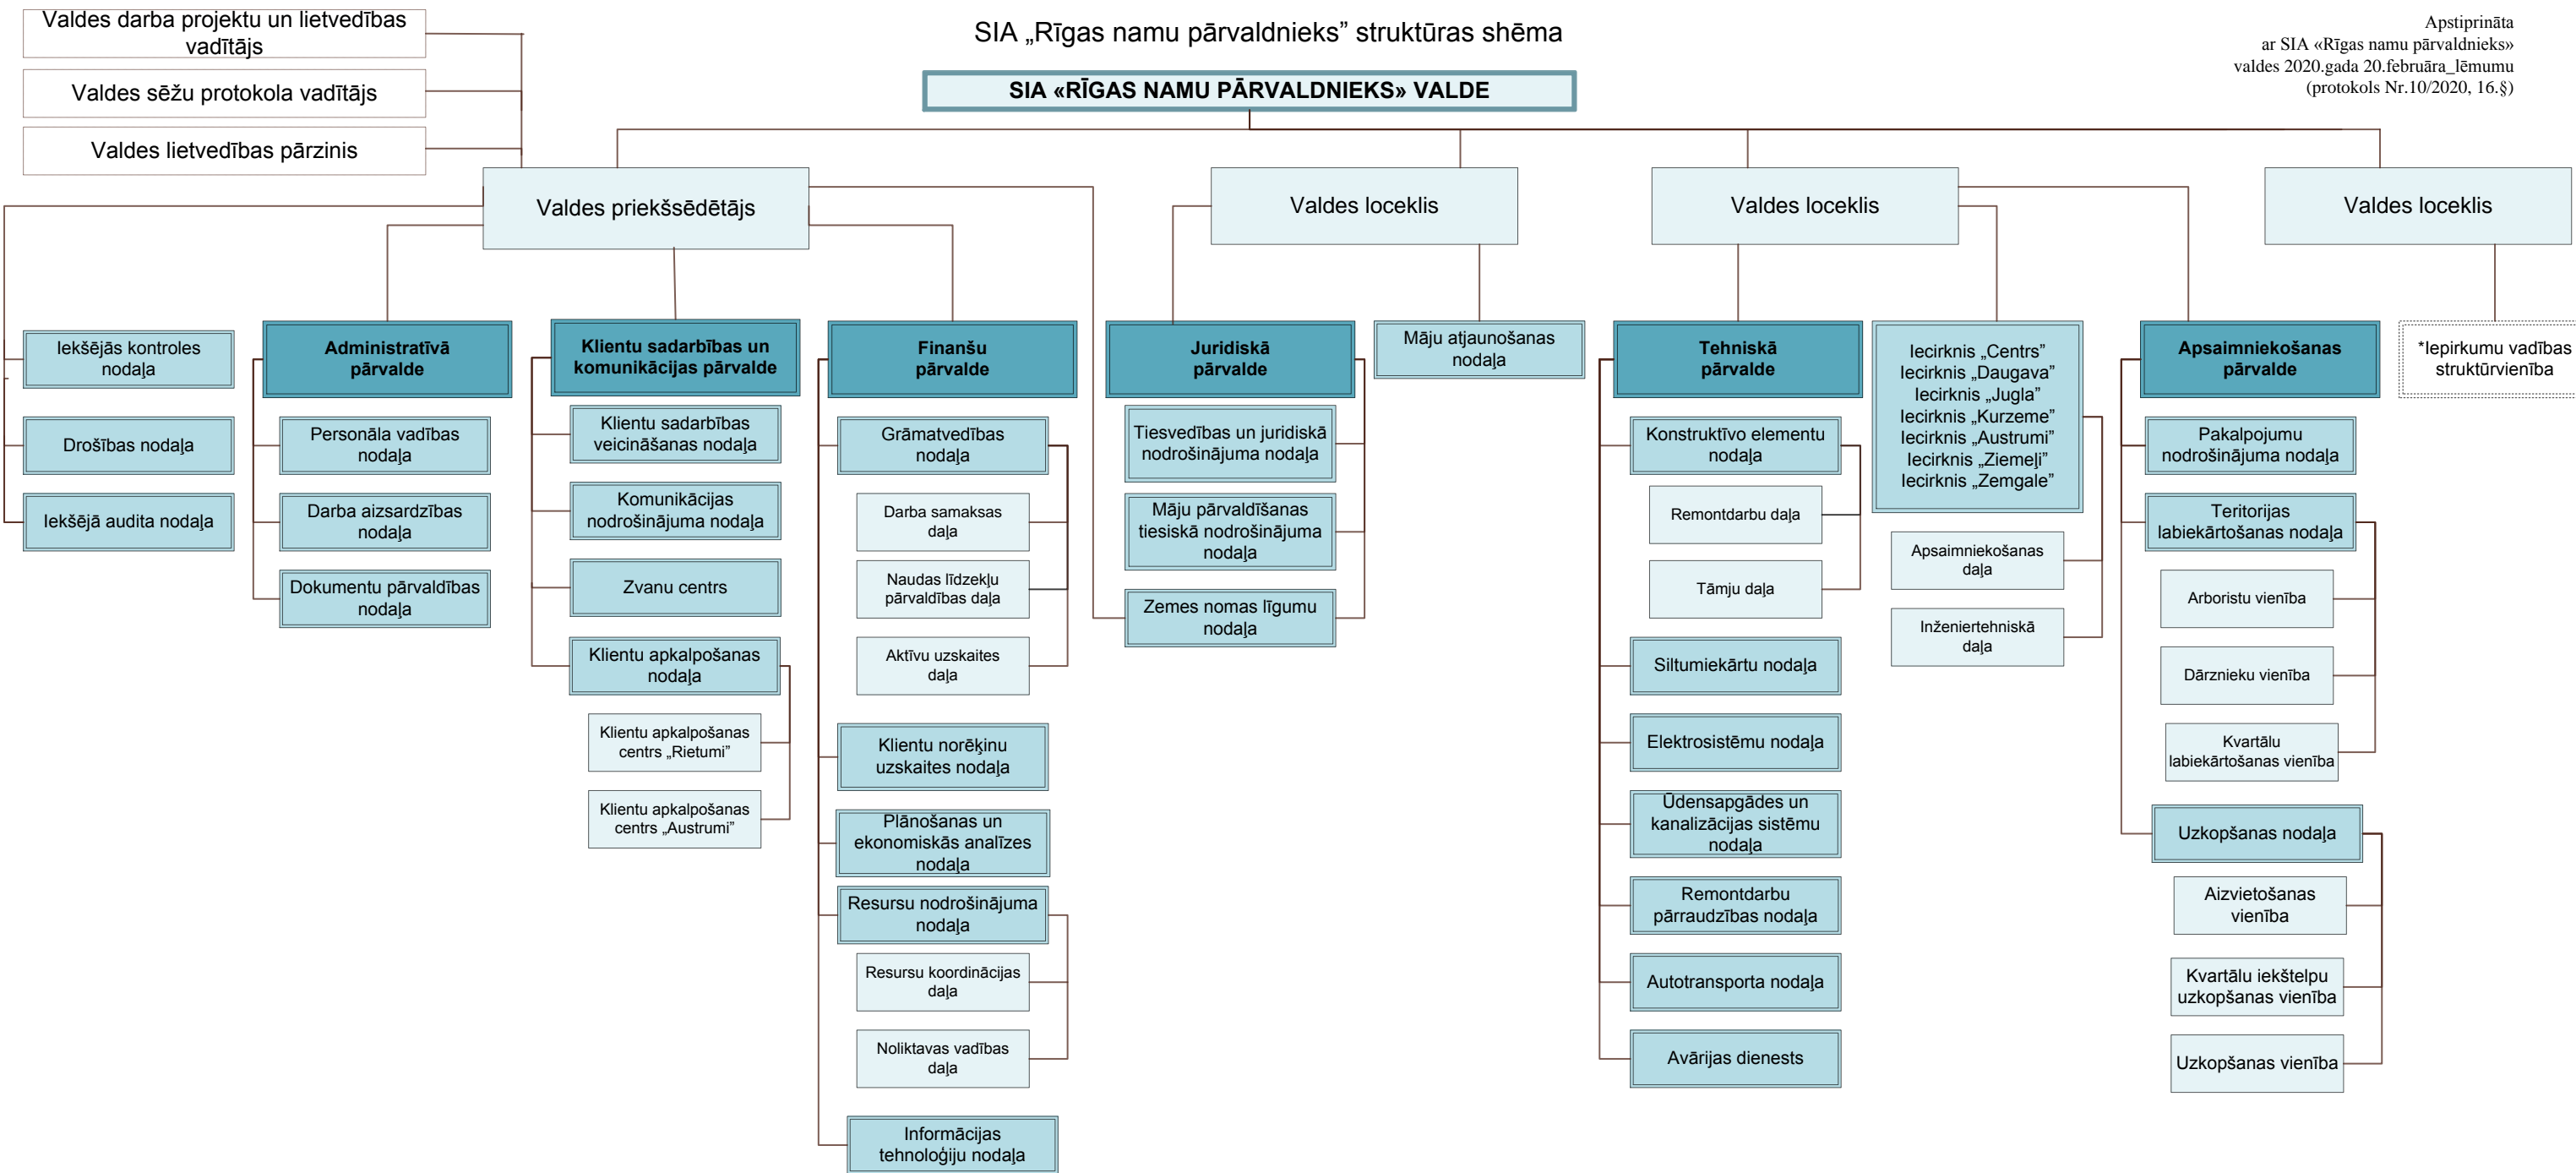 Valdes darba projektu un lietvedības
vadītājs
Valdes sēžu protokola vadītājs
Valdes lietvedības pārzinis
SIA „Rīgas namu pārvaldnieks” struktūras shēma
Apstiprināta
ar SIA «Rīgas namu pārvaldnieks»
valdes 2020.gada 20.februāra_lēmumu
(protokols Nr.10/2020, 16.§)
SIA «RĪGAS NAMU PĀRVALDNIEKS» VALDE
Valdes priekšsēdētājs
Valdes loceklis
Valdes loceklis
Valdes loceklis
Iekšējās kontroles
nodaļa
Drošības nodaļa
Iekšējā audita nodaļa
Administratīvā
pārvalde
Personāla vadības
nodaļa
Darba aizsardzības
nodaļa
Dokumentu pārvaldības
nodaļa
Klientu sadarbības un
komunikācijas pārvalde
Klientu sadarbības
veicināšanas nodaļa
Komunikācijas
nodrošinājuma nodaļa
Zvanu centrs
Klientu apkalpošanas
nodaļa
Klientu apkalpošanas
centrs „Rietumi”
Klientu apkalpošanas
centrs „Austrumi”
Finanšu
pārvalde
Grāmatvedības
nodaļa
Darba samaksas
daļa
Naudas līdzekļu
pārvaldības daļa
Aktīvu uzskaites
daļa
Klientu norēķinu
uzskaites nodaļa
Plānošanas un
ekonomiskās analīzes
nodaļa
Resursu nodrošinājuma
nodaļa
Resursu koordinācijas
daļa
Noliktavas vadības
daļa
Informācijas
tehnoloģiju nodaļa
Juridiskā
pārvalde
Tiesvedības un juridiskā
nodrošinājuma nodaļa
Māju pārvaldīšanas
tiesiskā nodrošinājuma
nodaļa
Zemes nomas līgumu
nodaļa
Māju atjaunošanas
nodaļa
Tehniskā
pārvalde
Konstruktīvo elementu
nodaļa
Remontdarbu daļa
Tāmju daļa
Siltumiekārtu nodaļa
Elektrosistēmu nodaļa
Ūdensapgādes un
kanalizācijas sistēmu
nodaļa
Remontdarbu
pārraudzības nodaļa
Autotransporta nodaļa
Avārijas dienests
Iecirknis „Centrs”
Iecirknis „Daugava”
Iecirknis „Jugla”
Iecirknis „Kurzeme”
Iecirknis „Austrumi”
Iecirknis „Ziemeļi”
Iecirknis „Zemgale”
Apsaimniekošanas
daļa
Inženiertehniskā
daļa
Apsaimniekošanas
pārvalde
Pakalpojumu
nodrošinājuma nodaļa
Teritorijas
labiekārtošanas nodaļa
Arboristu vienība
Dārznieku vienība
Kvartālu
labiekārtošanas vienība
Uzkopšanas nodaļa
Aizvietošanas
vienība
Kvartālu iekštelpu
uzkopšanas vienība
Uzkopšanas vienība
*Iepirkumu vadības
struktūrvienība